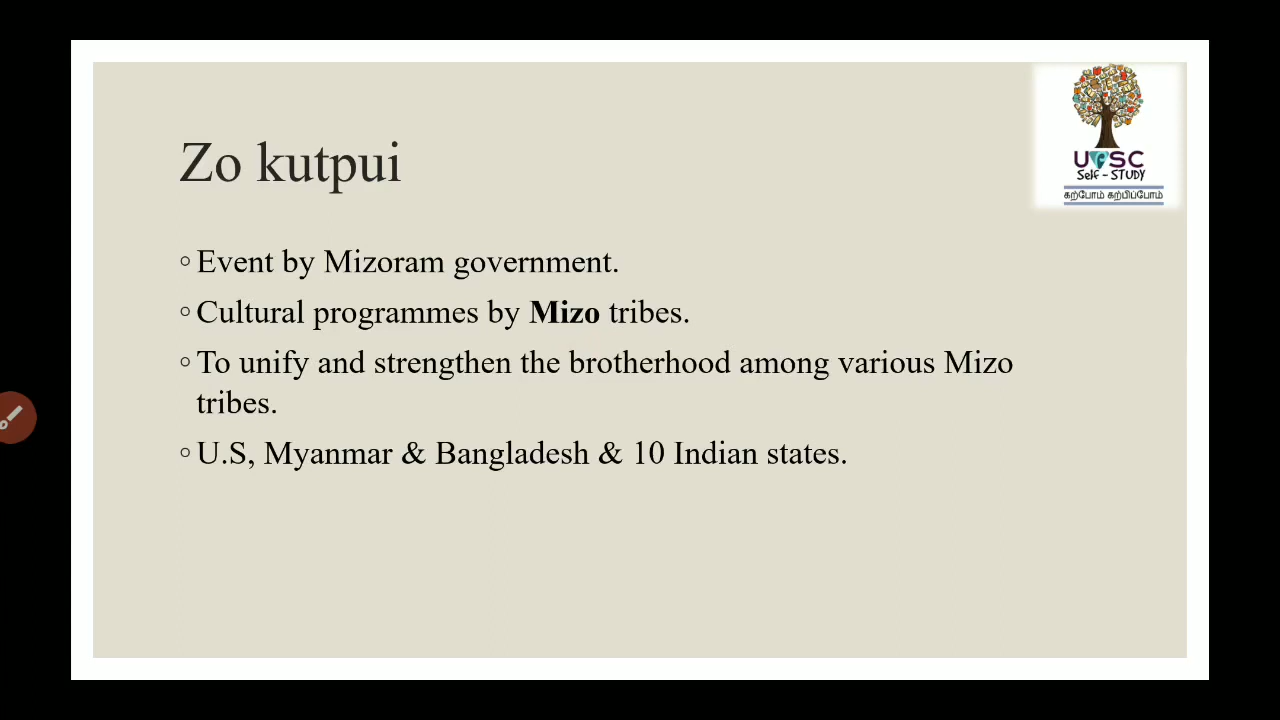 Zo kutpui
UPSC
Self - STUDY
கற்போம் கற்பிப்போம்
◦ Event by Mizoram government.
◦ Cultural programmes by Mizo tribes.
◦ To unify and strengthen the brotherhood among various Mizo
tribes.
◦ U.S, Myanmar & Bangladesh & 10 Indian states.